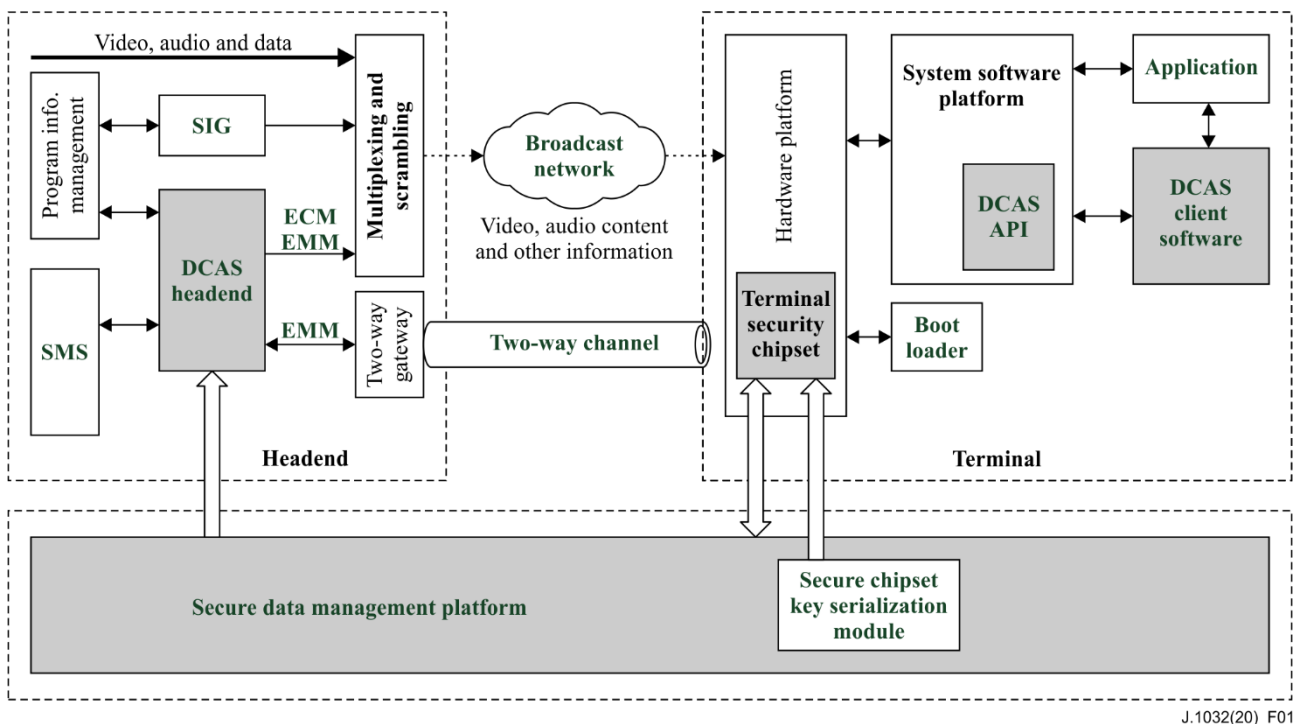 Video, audio and data
Program info.
management
SIG
Multiplexing and
scrambling
ECM
EMM
DCAS
headend
SMS
EMM
Two-way
gateway
Headend
Broadcast
network
Video, audio content
and other information
Two-way channel
Hardware platform
Terminal
security
chipset
System software
platform
DCAS
API
Application
DCAS
client
software
Boot
loader
Terminal
Secure data management platform
Secure chipset
key serialization
module
J.1032(20)_F01